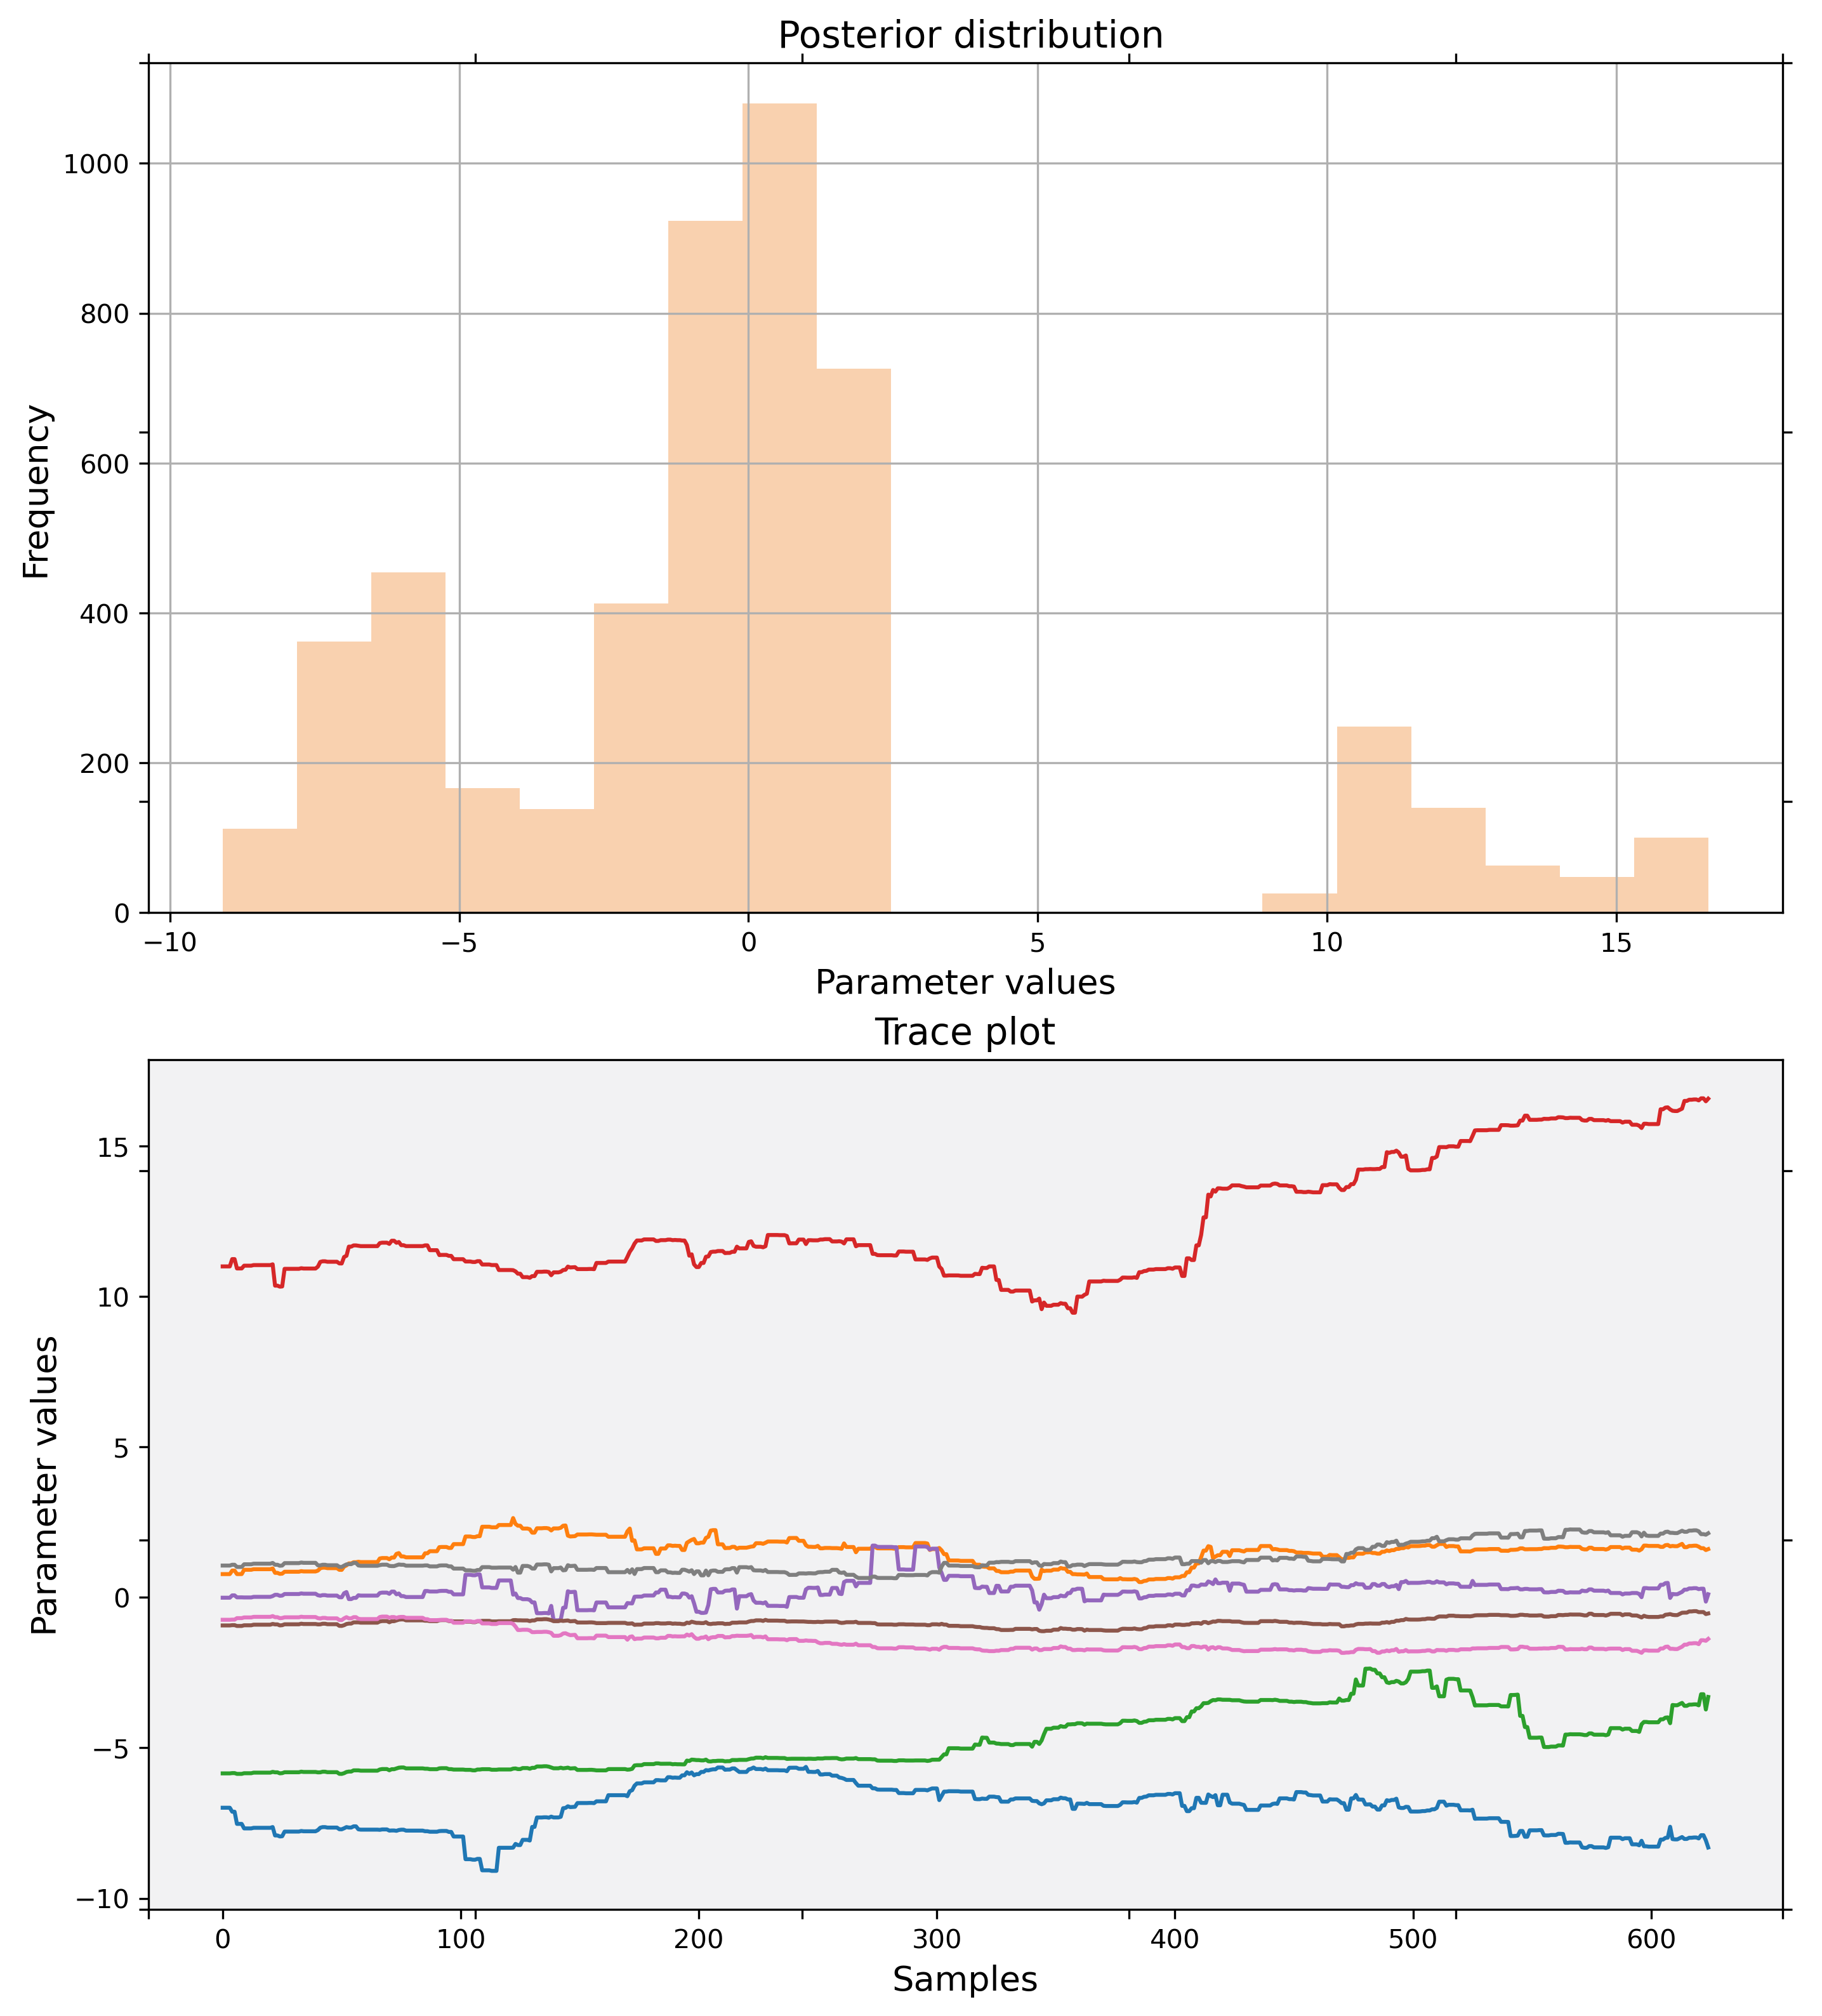 Posterior distribution
1000
800
600
400
200
0
Frequency
−10 −5 0 5 10 15
Parameter values
Trace plot
15
10
5
0
−5
−10
Parameter values
0 100 200 300 400 500 600
Samples